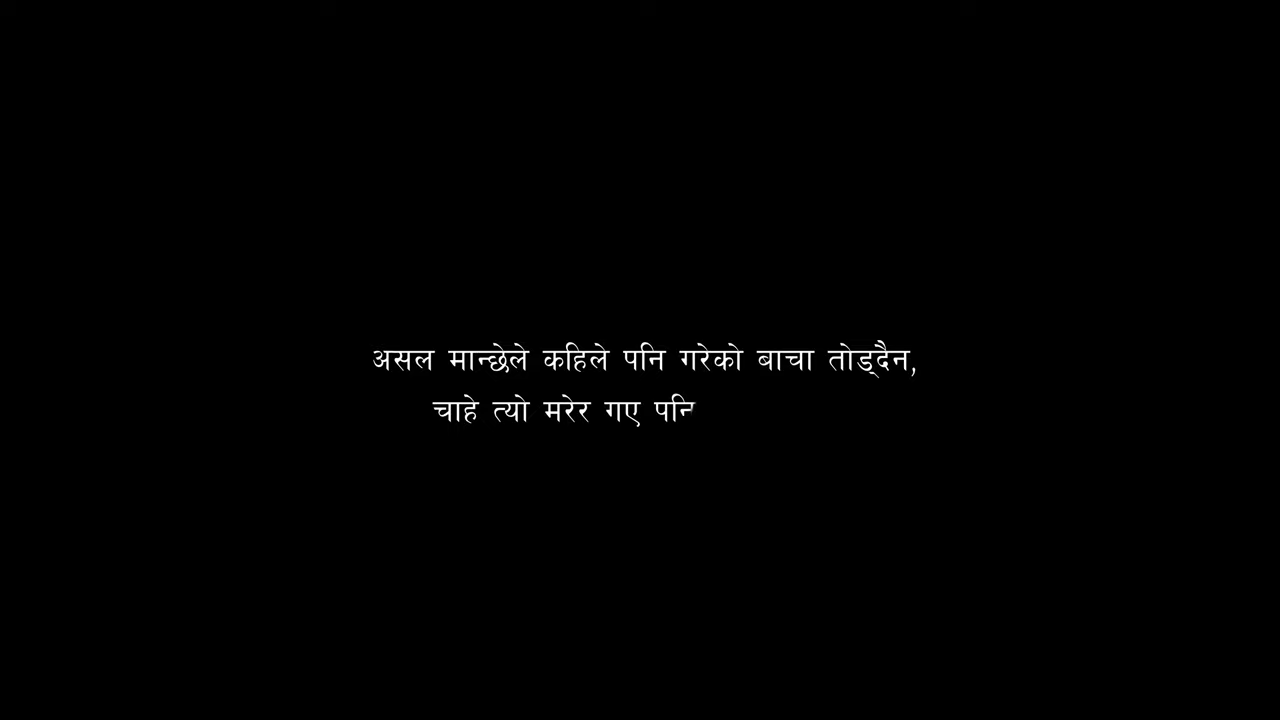 असल मान्छेले कहिले पनि गरेको बाचा तोड्दैन,
चाहे त्यो मरेर गए पनि